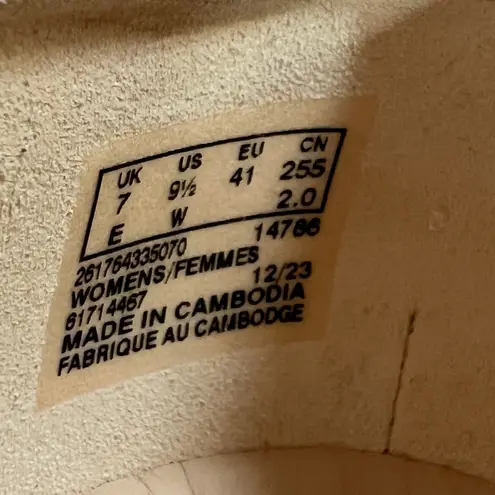 UK US EU CN
7 9½ 41 255
E W 2.0
261764335070 14786
WOMENS/FEMMES
61714467 12/23
MADE IN CAMBODIA
FABRIQUE AU CAMBODGE